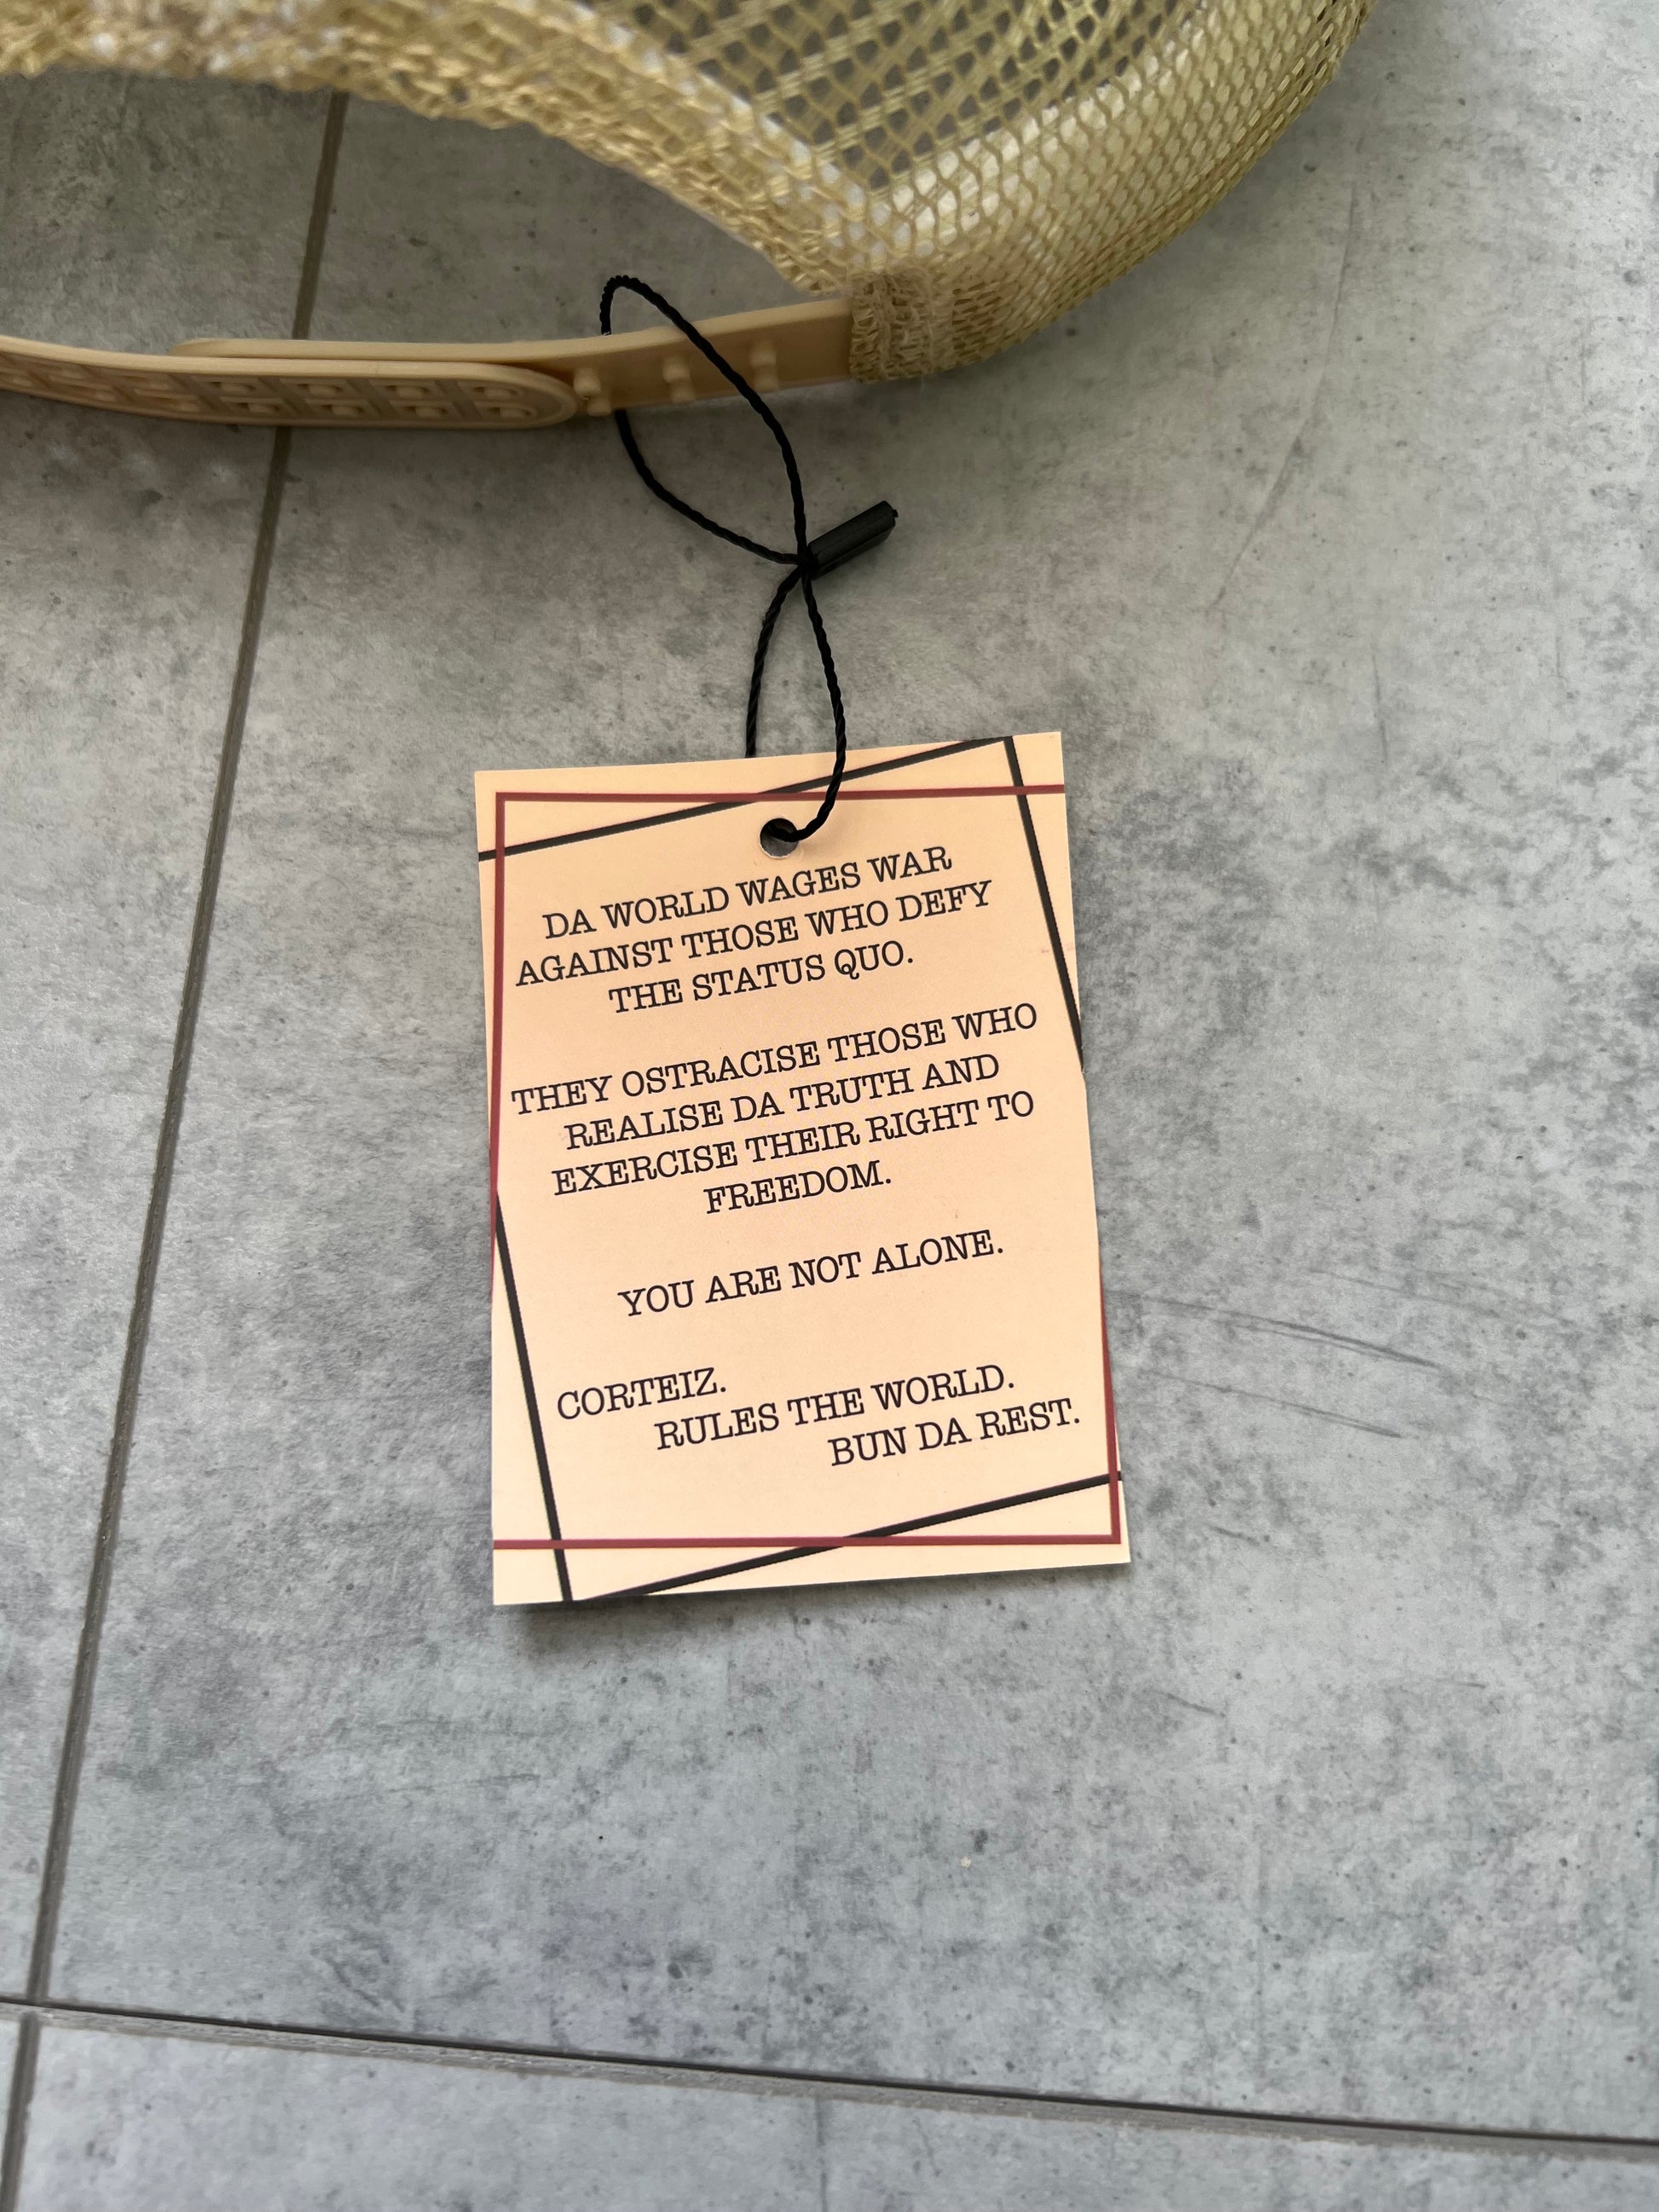 DA WORLD WAGES WAR
AGAINST THOSE WHO DEFY
THE STATUS QUO.
THEY OSTRACISE THOSE WHO
REALISE DA TRUTH AND
EXERCISE THEIR RIGHT TO
FREEDOM.
YOU ARE NOT ALONE.
CORTEIZ.
RULES THE WORLD.
BUN DA REST.